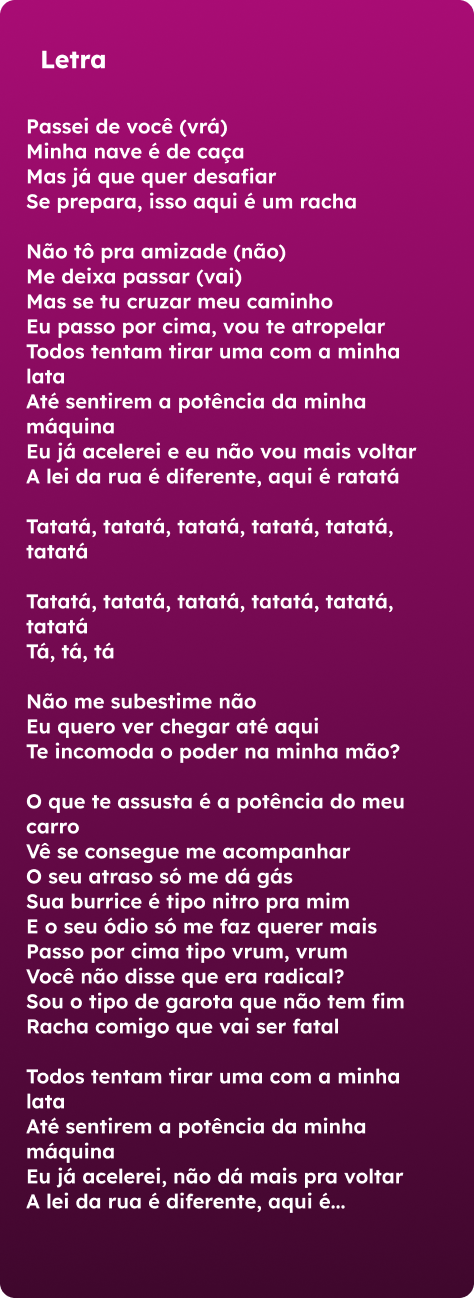 Letra
Passei de você (vrá)
Minha nave é de caça
Mas já que quer desafiar
Se prepara, isso aqui é um racha
Não tô pra amizade (não)
Me deixa passar (vai)
Mas se tu cruzar meu caminho
Eu passo por cima, vou te atropelar
Todos tentam tirar uma com a minha
lata
Até sentirem a potência da minha
máquina
Eu já acelerei e eu não vou mais voltar
A lei da rua é diferente, aqui é ratatá
Tatatá, tatatá, tatatá, tatatá, tatatá,
tatatá
Tatatá, tatatá, tatatá, tatatá, tatatá,
tatatá
Tá, tá, tá
Não me subestime não
Eu quero ver chegar até aqui
Te incomoda o poder na minha mão?
O que te assusta é a potência do meu
carro
Vê se consegue me acompanhar
O seu atraso só me dá gás
Sua burrice é tipo nitro pra mim
E o seu ódio só me faz querer mais
Passo por cima tipo vrum, vrum
Você não disse que era radical?
Sou o tipo de garota que não tem fim
Racha comigo que vai ser fatal
Todos tentam tirar uma com a minha
lata
Até sentirem a potência da minha
máquina
Eu já acelerei, não dá mais pra voltar
A lei da rua é diferente, aqui é...